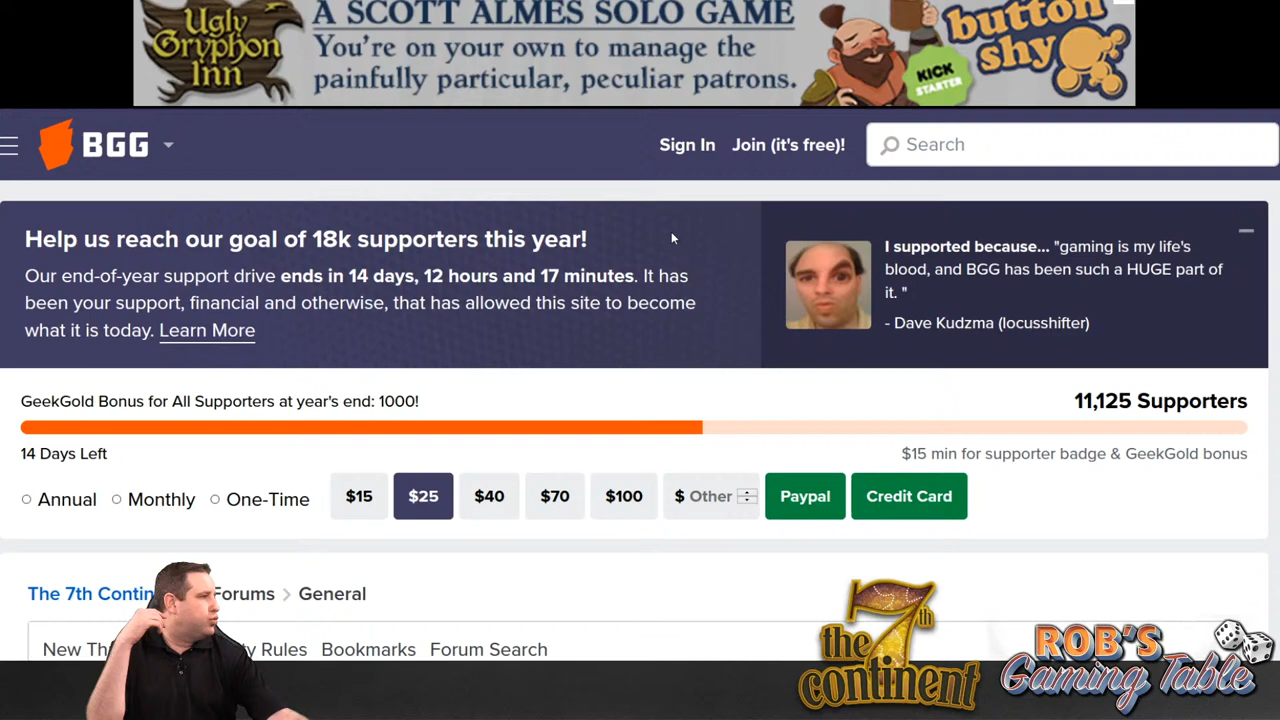 Ugly
Gryphon
Inn
A SCOTT ALMES SOLO GAME
You're on your own to manage the
painfully particular, peculiar patrons.
KICK
STARTER
button
shy
BGG
Sign In
Join (it's free)!
Search
Help us reach our goal of 18k supporters this year!
Our end-of-year support drive ends in 14 days, 12 hours and 17 minutes. It has
been your support, financial and otherwise, that has allowed this site to become
what it is today. Learn More
I supported because... "gaming is my life's
blood, and BGG has been such a HUGE part of
it. "
- Dave Kudzma (locusshifter)
GeekGold Bonus for All Supporters at year's end: 1000!
11,125 Supporters
14 Days Left
$15 min for supporter badge & GeekGold bonus
Annual
Monthly
One-Time
$15
$25
$40
$70
$100
$ Other
Paypal
Credit Card
The 7th Contin
Forums > General
New Th
ty Rules
Bookmarks
Forum Search
the
7th
continent
ROB'S
Gaming Table